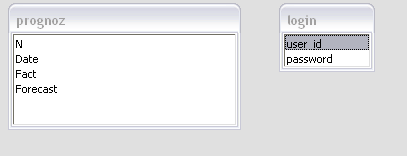 prognoz
N
Date
Fact
Forecast
login
user_id
password